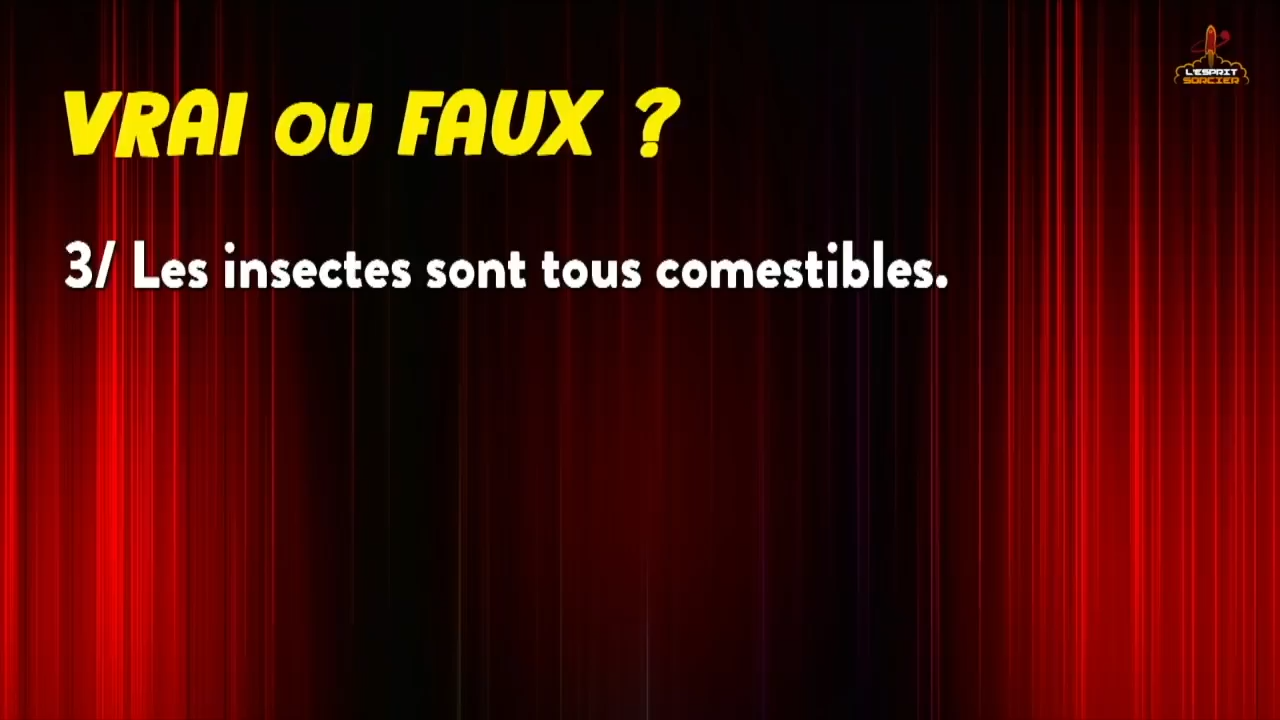 L'ESPRIT
SORCIER
VRAI OU FAUX ?
3/ Les insectes sont tous comestibles.